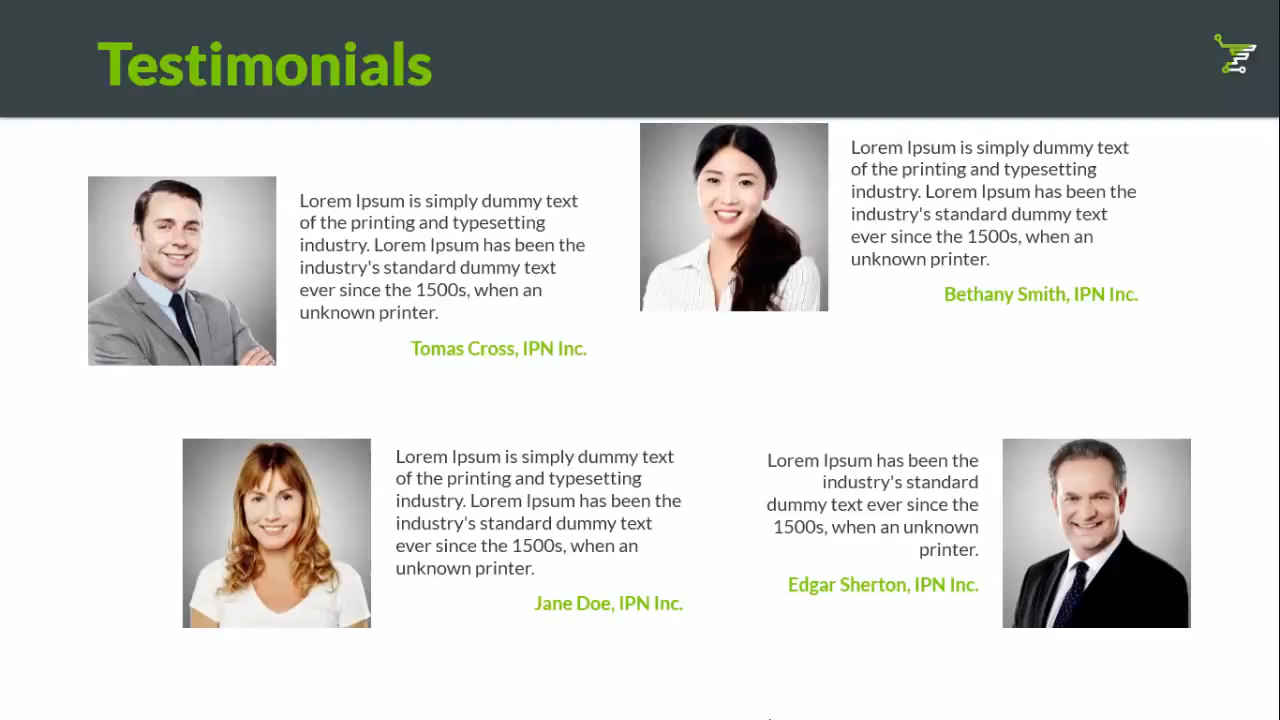 Testimonials
Lorem Ipsum is simply dummy text
of the printing and typesetting
industry. Lorem Ipsum has been the
industry's standard dummy text
ever since the 1500s, when an
unknown printer.
Tomas Cross, IPN Inc.
Lorem Ipsum is simply dummy text
of the printing and typesetting
industry. Lorem Ipsum has been the
industry's standard dummy text
ever since the 1500s, when an
unknown printer.
Bethany Smith, IPN Inc.
Lorem Ipsum is simply dummy text
of the printing and typesetting
industry. Lorem Ipsum has been the
industry's standard dummy text
ever since the 1500s, when an
unknown printer.
Jane Doe, IPN Inc.
Lorem Ipsum has been the
industry's standard
dummy text ever since the
1500s, when an unknown
printer.
Edgar Sherton, IPN Inc.